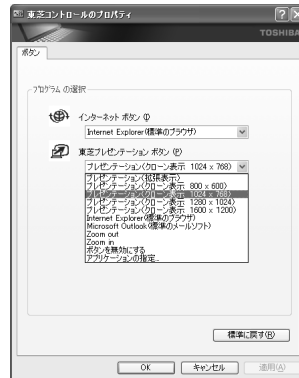 東芝コントロールのプロパティ
TOSHIBA
ボタン
プログラムの選択
インターネット ボタン(I)
Internet Explorer(標準のブラウザ)
東芝プレゼンテーション ボタン(P)
プレゼンテーション(クローン表示 1024 x 768)
プレゼンテーション(拡張表示)
プレゼンテーション(クローン表示 800 x 600)
プレゼンテーション(クローン表示 1024 x 768)
プレゼンテーション(クローン表示 1280 x 1024)
プレゼンテーション(クローン表示 1600 x 1200)
Internet Explorer(標準のブラウザ)
Microsoft Outlook(標準のメールソフト)
Zoom out
Zoom in
ボタンを無効にする
アプリケーションの指定...
標準に戻す(R)
OK
キャンセル
適用(A)